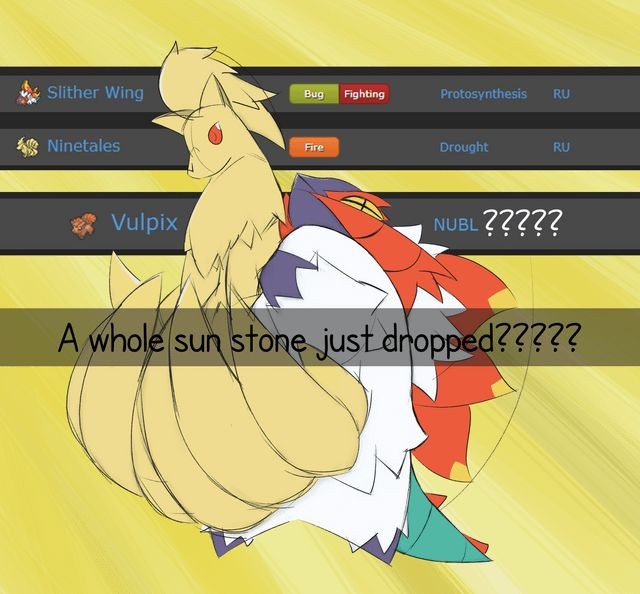 Slither Wing Bug Fighting Protosynthesis RU
Ninetales Fire Drought RU
Vulpix NUBL ?????
A whole sun stone just dropped?????